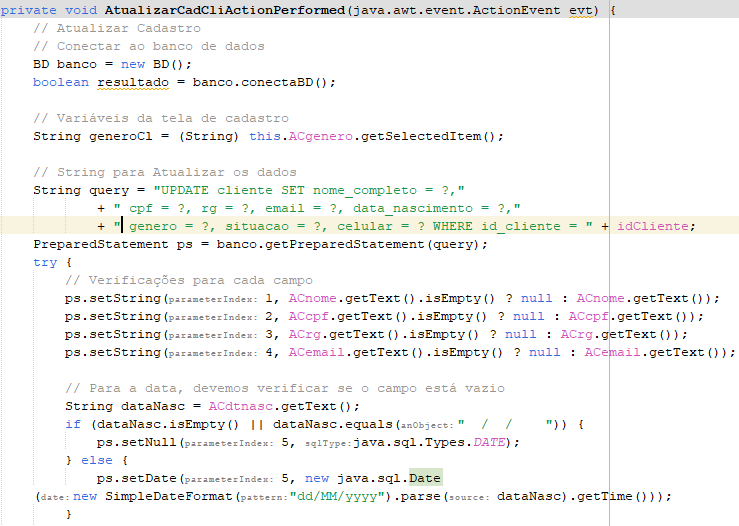 private void AtualizarCadCliActionPerformed(java.awt.event.ActionEvent evt) {
// Atualizar Cadastro
// Conectar ao banco de dados
BD banco = new BD();
boolean resultado = banco.conectaBD();
// Variáveis da tela de cadastro
String generoCl = (String) this.ACgenero.getSelectedItem();
// String para Atualizar os dados
String query = "UPDATE cliente SET nome_completo = ?,"
+ " cpf = ?, rg = ?, email = ?, data_nascimento = ?,"
+ " genero = ?, situacao = ?, celular = ? WHERE id_cliente = " + idCliente;
PreparedStatement ps = banco.getPreparedStatement(query);
try {
// Verificações para cada campo
ps.setString(parameterIndex: 1, ACnome.getText().isEmpty() ? null : ACnome.getText());
ps.setString(parameterIndex: 2, ACcpf.getText().isEmpty() ? null : ACcpf.getText());
ps.setString(parameterIndex: 3, ACrg.getText().isEmpty() ? null : ACrg.getText());
ps.setString(parameterIndex: 4, ACemail.getText().isEmpty() ? null : ACemail.getText());
// Para a data, devemos verificar se o campo está vazio
String dataNasc = ACdtnasc.getText();
if (dataNasc.isEmpty() || dataNasc.equals(anObject: "  /  /    ")) {
ps.setNull(parameterIndex: 5, sqlType:java.sql.Types.DATE);
} else {
ps.setDate(parameterIndex: 5, new java.sql.Date
(date:new SimpleDateFormat(pattern:"dd/MM/yyyy").parse(source: dataNasc).getTime()));
}